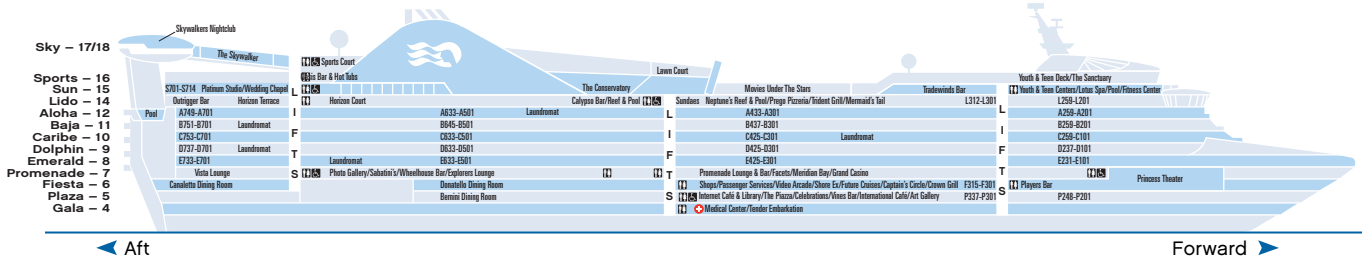 Skywalkers Nightclub
Sky – 17/18
The Skywalker
Sports Court
Lawn Court
Sports – 16
Oasis Bar & Hot Tubs
Youth & Teen Deck/The Sanctuary
Sun – 15
S701-S714 Platinum Studio/Wedding Chapel
The Conservatory
Movies Under The Stars
Tradewinds Bar
Youth & Teen Centers/Lotus Spa/Pool/Fitness Center
Lido – 14
Outrigger Bar
Horizon Terrace
Horizon Court
Calypso Bar/Reef & Pool
Sundaes Neptune's Reef & Pool/Prego Pizzeria/Trident Grill/Mermaid's Tail
L312-L301
L259-L201
Aloha – 12
Pool
A749-A701
A633-A501
Laundromat
A433-A301
A259-A201
Baja – 11
B751-B701
Laundromat
B645-B501
B437-B301
B259-B201
Caribe – 10
C753-C701
C633-C501
C425-C301
Laundromat
C259-C101
Dolphin – 9
D737-D701
Laundromat
D633-D501
D425-D301
D237-D101
Emerald – 8
E733-E701
Laundromat
E633-E501
E425-E301
E231-E101
Promenade – 7
Vista Lounge
Photo Gallery/Sabatini's/Wheelhouse Bar/Explorers Lounge
Promenade Lounge & Bar/Facets/Meridian Bay/Grand Casino
Princess Theater
Fiesta – 6
Canaletto Dining Room
Donatello Dining Room
Shops/Passenger Services/Video Arcade/Shore Ex/Future Cruises/Captain's Circle/Crown Grill
F315-F301
Players Bar
Plaza – 5
Bernini Dining Room
Internet Café & Library/The Piazza/Celebrations/Vines Bar/International Café/Art Gallery
P337-P301
P248-P201
Gala – 4
Medical Center/Tender Embarkation
LIFTS
LIFTS
LIFTS
Aft
Forward